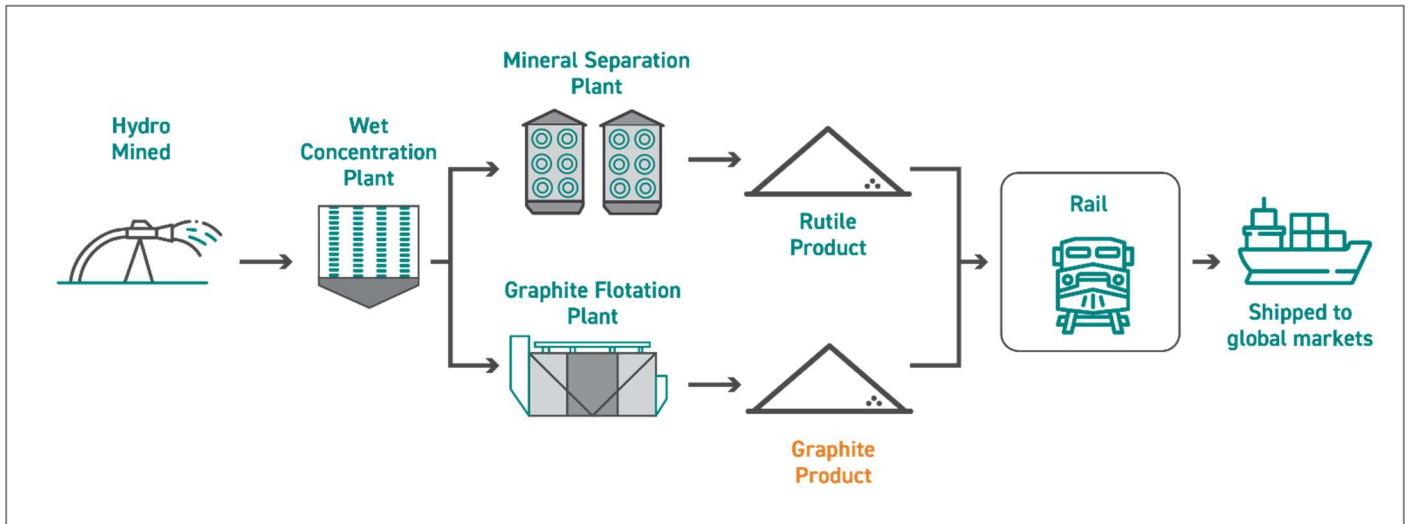 Hydro
Mined
Wet
Concentration
Plant
Mineral Separation
Plant
Rutile
Product
Graphite Flotation
Plant
Graphite
Product
Rail
Shipped to
global markets